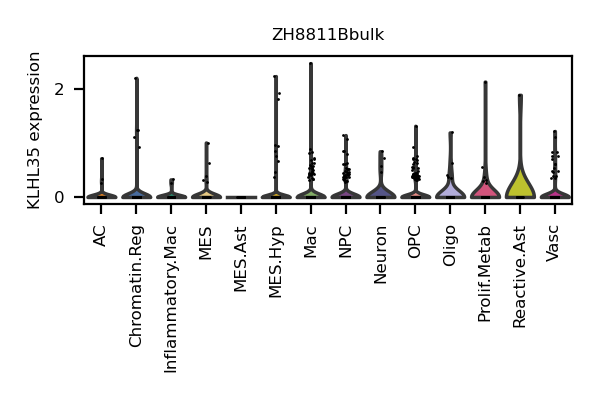 ZH8811Bbulk
KLHL35 expression
2
0
AC
Chromatin.Reg
Inflammatory.Mac
MES
MES.Ast
MES.Hyp
Mac
NPC
Neuron
OPC
Oligo
Prolif.Metab
Reactive.Ast
Vasc